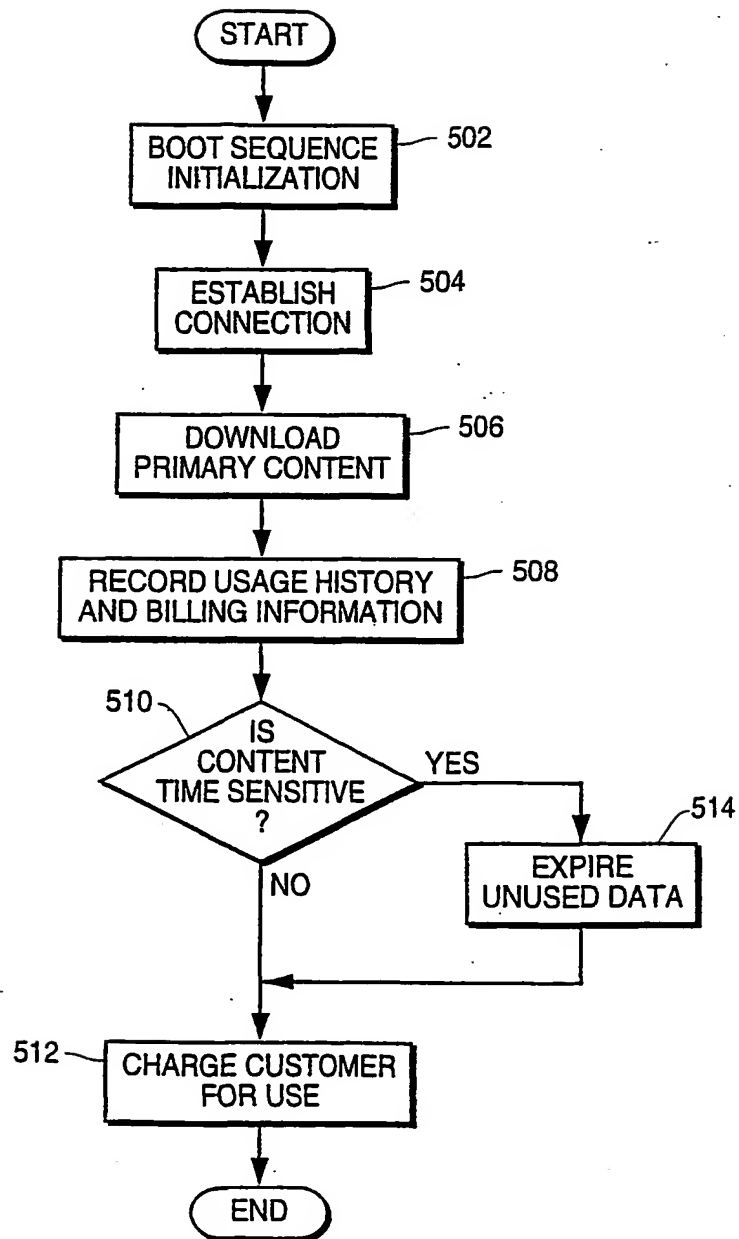 START
BOOT SEQUENCE
INITIALIZATION
502
ESTABLISH
CONNECTION
504
DOWNLOAD
PRIMARY CONTENT
506
RECORD USAGE HISTORY
AND BILLING INFORMATION
508
510
IS
CONTENT
TIME SENSITIVE
?
YES
NO
514
EXPIRE
UNUSED DATA
512
CHARGE CUSTOMER
FOR USE
END